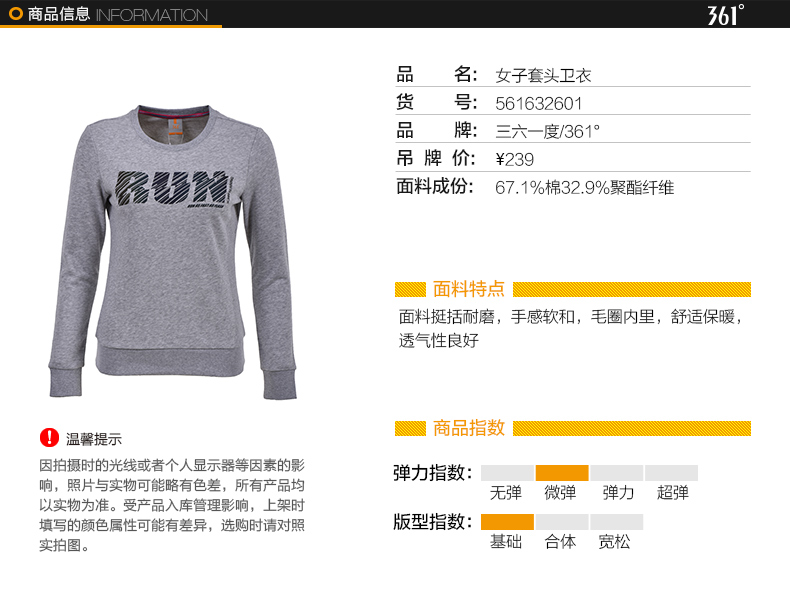 商品信息 INFORMATION
361°
品 名: 女子套头卫衣
货 号: 561632601
品 牌: 三六一度/361°
吊 牌 价: ¥239
面料成份: 67.1%棉32.9%聚酯纤维
RUN
面料特点
面料挺括耐磨，手感软和，毛圈内里，舒适保暖，
透气性良好
! 温馨提示
因拍摄时的光线或者个人显示器等因素的影
响，照片与实物可能略有色差，所有产品均
以实物为准。受产品入库管理影响，上架时
填写的颜色属性可能有差异，选购时请对照
实拍图。
商品指数
弹力指数:
无弹 微弹 弹力 超弹
版型指数:
基础 合体 宽松